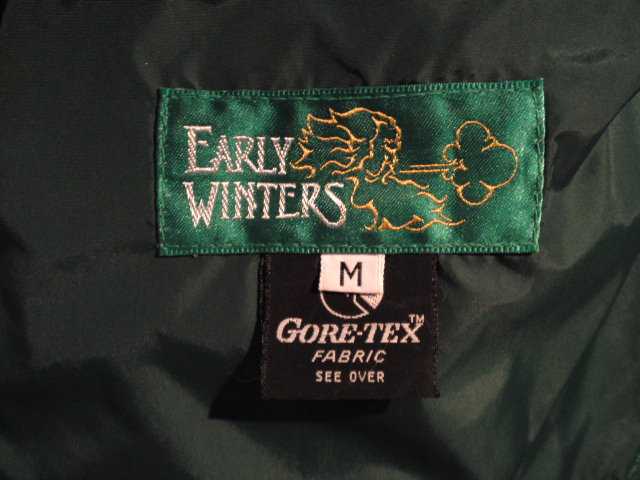 EARLY
WINTERS
M
GORE-TEX™
FABRIC
SEE OVER